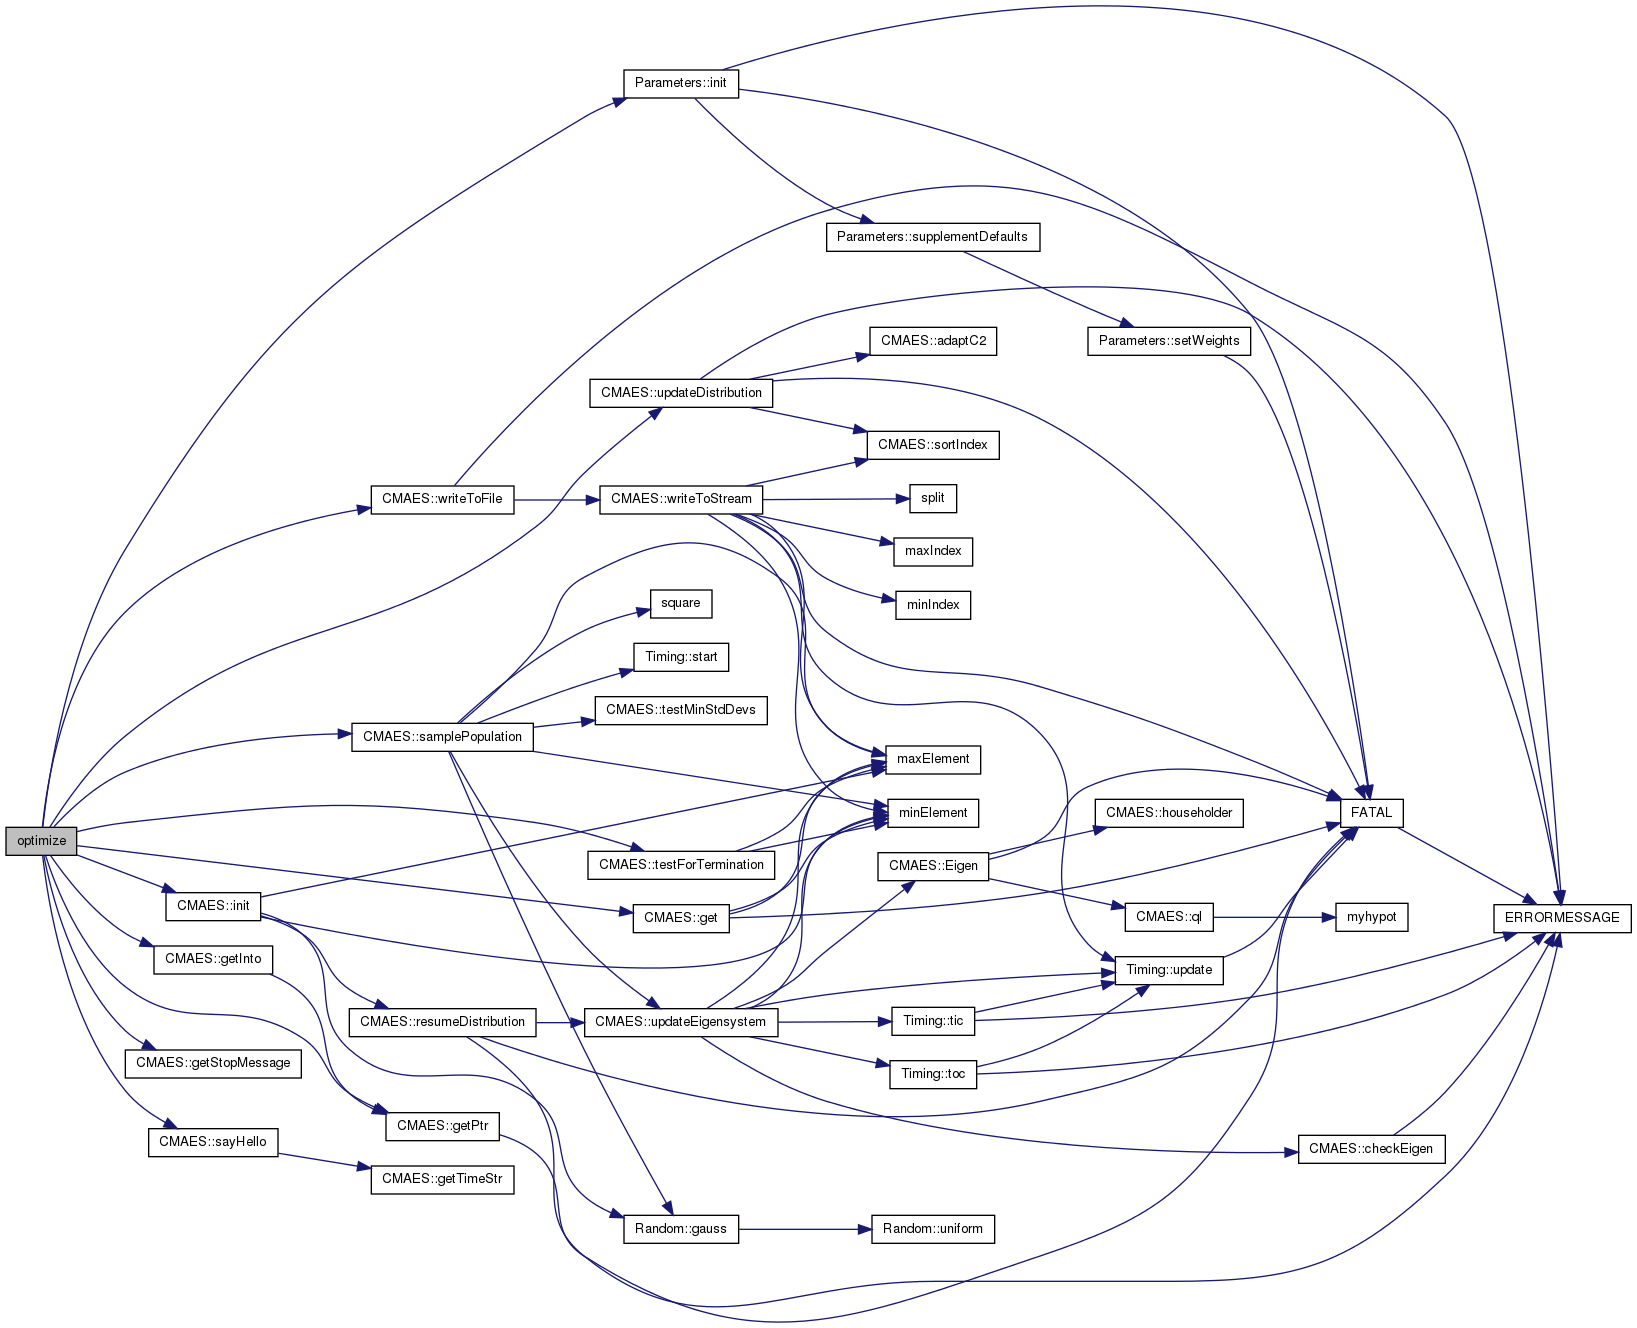 Parameters::init
Parameters::supplementDefaults
CMAES::adaptC2
Parameters::setWeights
CMAES::updateDistribution
CMAES::sortIndex
CMAES::writeToFile
CMAES::writeToStream
split
maxIndex
square
minIndex
Timing::start
CMAES::testMinStdDevs
CMAES::samplePopulation
maxElement
minElement
CMAES::householder
FATAL
optimize
CMAES::testForTermination
CMAES::Eigen
CMAES::init
CMAES::get
CMAES::ql
myhypot
ERRORMESSAGE
CMAES::getInto
Timing::update
CMAES::resumeDistribution
CMAES::updateEigensystem
Timing::tic
CMAES::getStopMessage
Timing::toc
CMAES::getPtr
CMAES::sayHello
CMAES::checkEigen
CMAES::getTimeStr
Random::gauss
Random::uniform